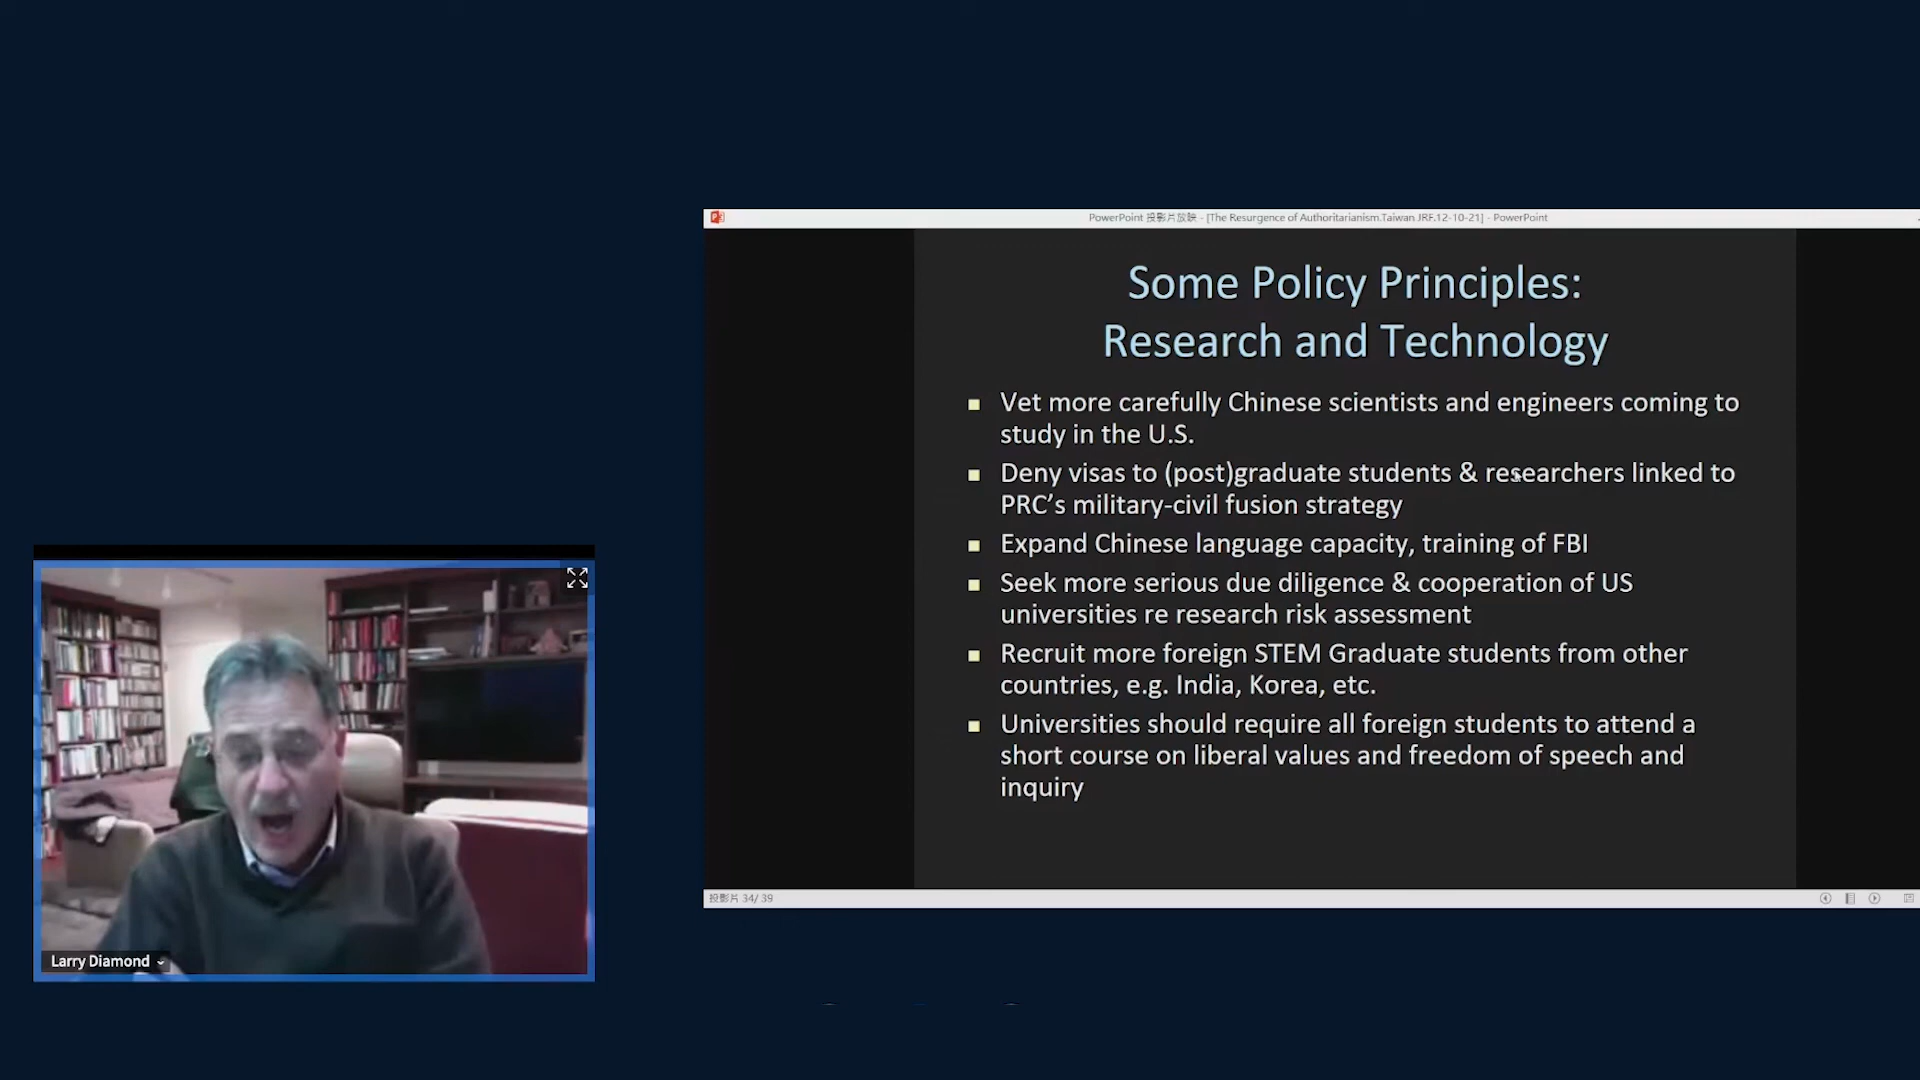 PowerPoint 投影片放映 - [The Resurgence of Authoritarianism.Taiwan JRF.12-10-21] - PowerPoint
Some Policy Principles:
Research and Technology
Vet more carefully Chinese scientists and engineers coming to
study in the U.S.
Deny visas to (post)graduate students & researchers linked to
PRC’s military-civil fusion strategy
Expand Chinese language capacity, training of FBI
Seek more serious due diligence & cooperation of US
universities re research risk assessment
Recruit more foreign STEM Graduate students from other
countries, e.g. India, Korea, etc.
Universities should require all foreign students to attend a
short course on liberal values and freedom of speech and
inquiry
投影片 34/ 39
Larry Diamond